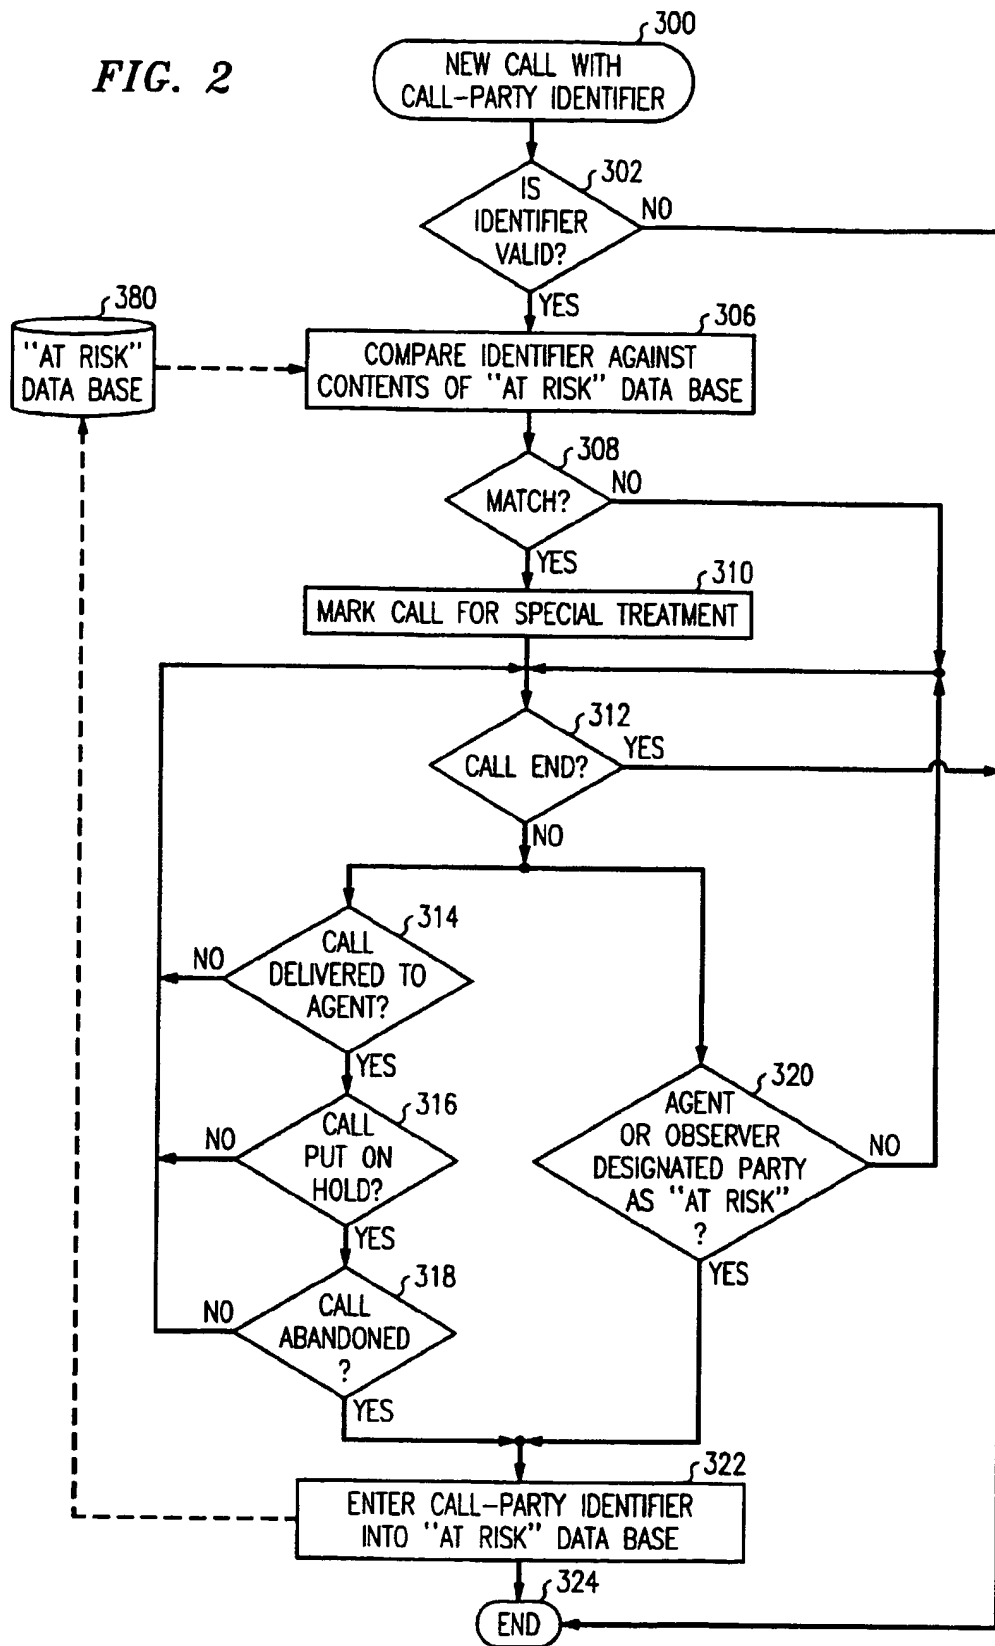 FIG. 2
300
NEW CALL WITH
CALL-PARTY IDENTIFIER
302
IS
IDENTIFIER
VALID?
NO
YES
380
"AT RISK"
DATA BASE
306
COMPARE IDENTIFIER AGAINST
CONTENTS OF "AT RISK" DATA BASE
308
MATCH?
NO
YES
310
MARK CALL FOR SPECIAL TREATMENT
312
CALL END?
YES
NO
314
CALL
DELIVERED TO
AGENT?
NO
YES
316
CALL
PUT ON
HOLD?
NO
YES
318
CALL
ABANDONED
?
NO
YES
320
AGENT
OR OBSERVER
DESIGNATED PARTY
AS "AT RISK"
?
NO
YES
322
ENTER CALL-PARTY IDENTIFIER
INTO "AT RISK" DATA BASE
324
END